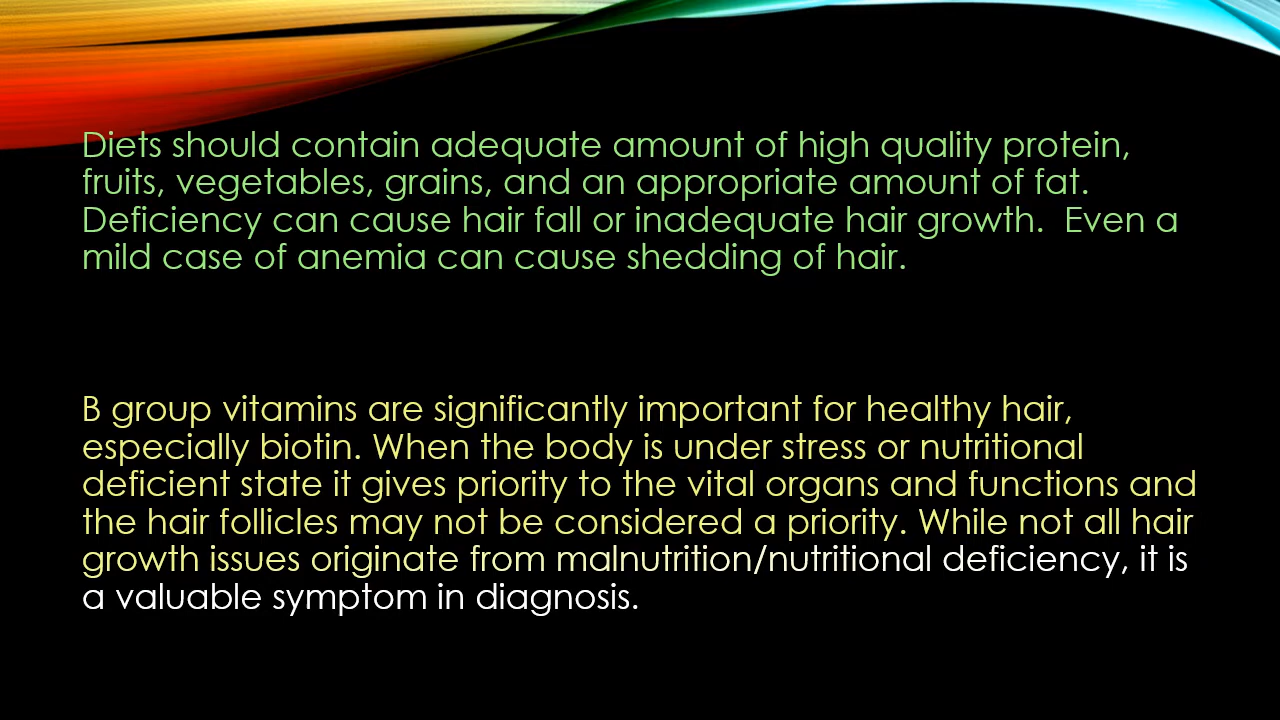 Diets should contain adequate amount of high quality protein,
fruits, vegetables, grains, and an appropriate amount of fat.
Deficiency can cause hair fall or inadequate hair growth.  Even a
mild case of anemia can cause shedding of hair.
B group vitamins are significantly important for healthy hair,
especially biotin. When the body is under stress or nutritional
deficient state it gives priority to the vital organs and functions and
the hair follicles may not be considered a priority. While not all hair
growth issues originate from malnutrition/nutritional deficiency, it is
a valuable symptom in diagnosis.